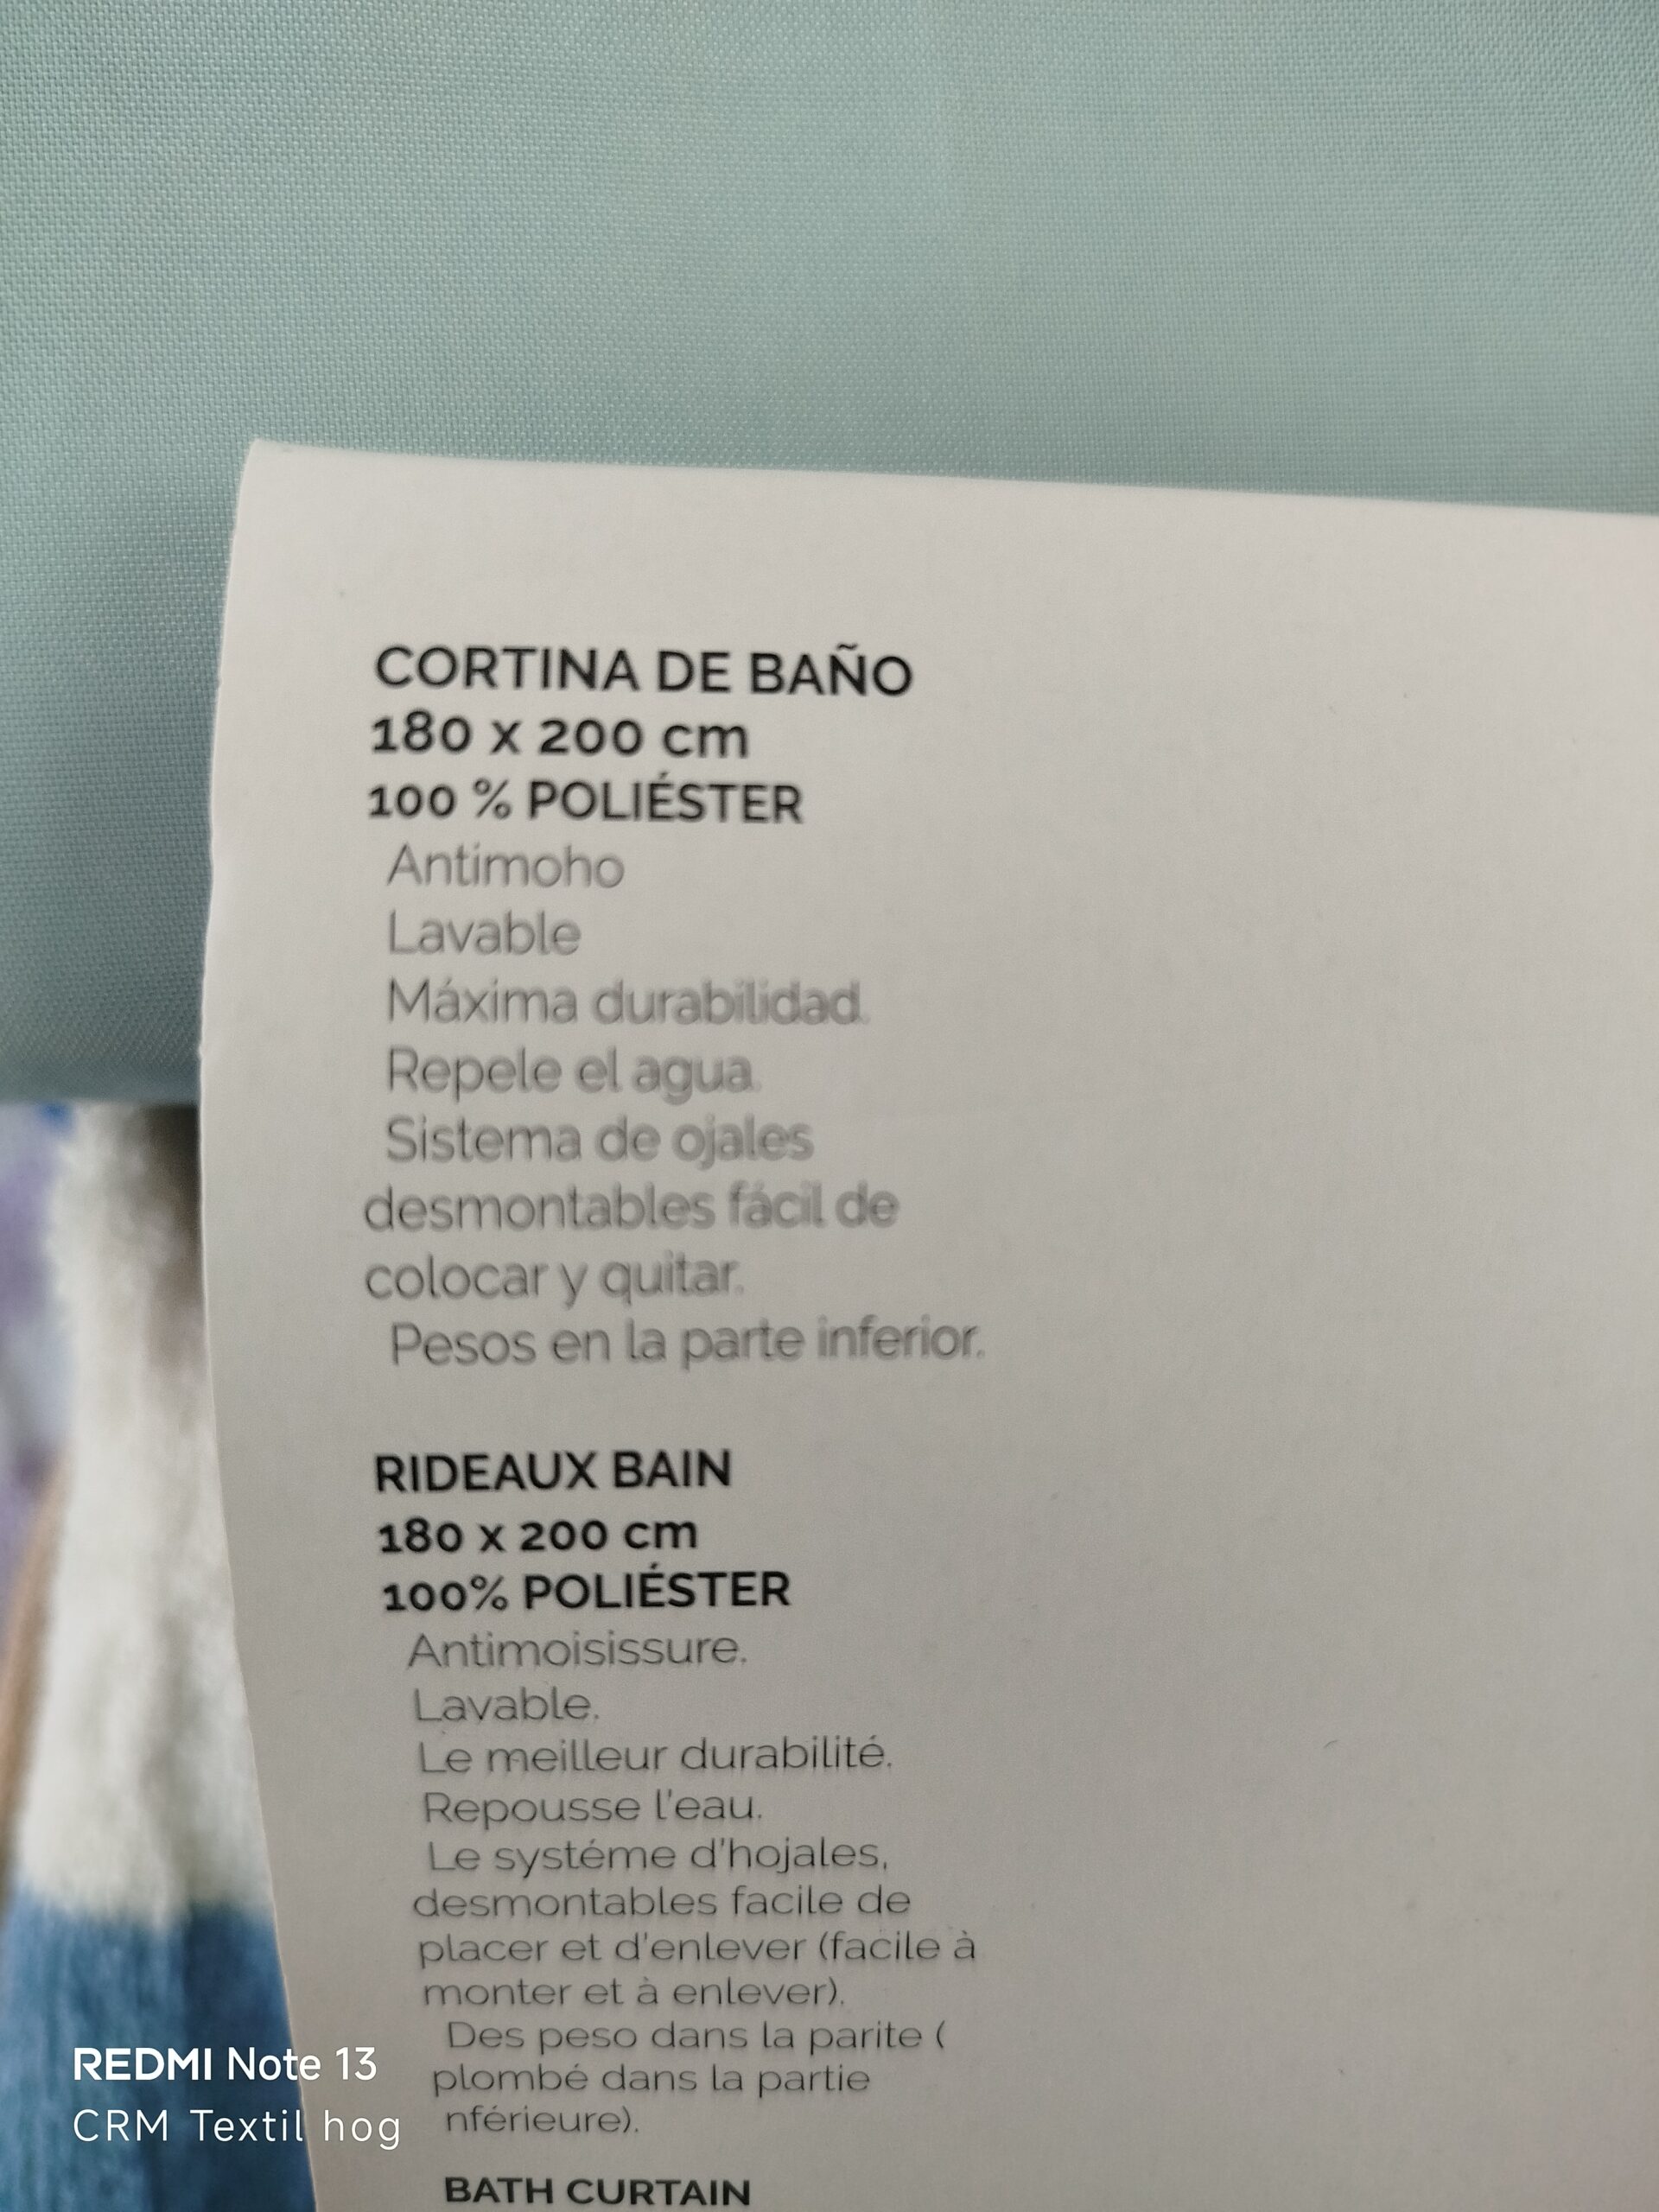 CORTINA DE BAÑO
180 x 200 cm
100 % POLIÉSTER
Antimoho
Lavable
Máxima durabilidad.
Repele el agua.
Sistema de ojales
desmontables fácil de
colocar y quitar.
Pesos en la parte inferior.
RIDEAUX BAIN
180 x 200 cm
100% POLIÉSTER
Antimoisissure.
Lavable.
Le meilleur durabilité.
Repousse l'eau.
Le systéme d'hojales,
desmontables facile de
placer et d'enlever (facile à
monter et à enlever).
Des peso dans la parite (
plombé dans la partie
nférieure).
BATH CURTAIN
REDMI Note 13
CRM Textil hog